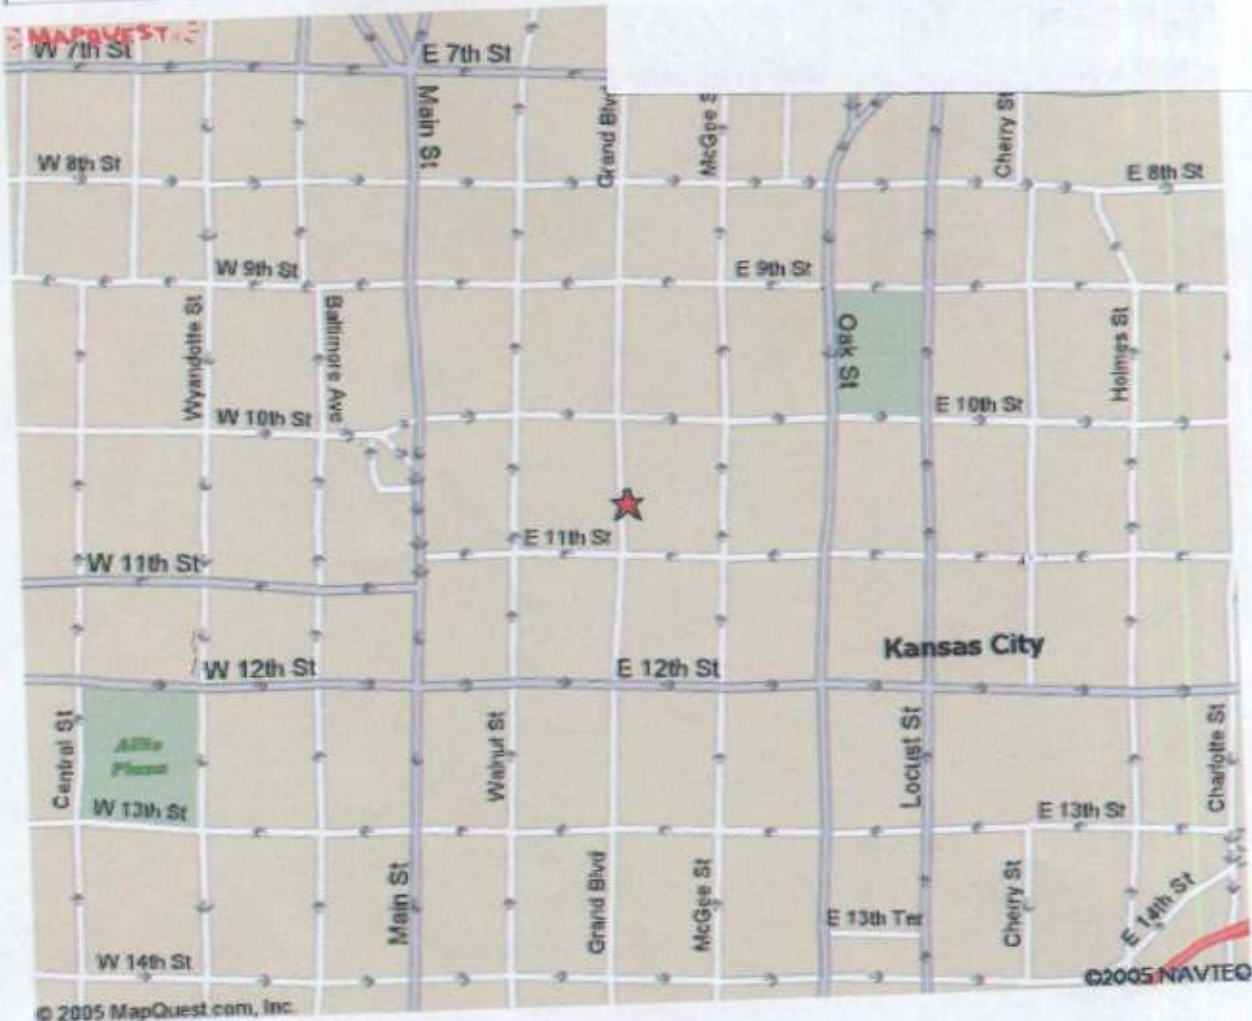 MAPQUEST
W 7th St
E 7th St
Main St
Grand Blv
McGee S
Cherry St
W 8th St
E 8th St
W 9th St
E 9th St
Wyandotte St
Baltimore Ave
Oak St
Holmes St
W 10th St
E 10th St
E 11th St
W 11th St
Kansas City
W 12th St
E 12th St
Central St
Allis Plaza
Walnut St
Locust St
Charlotte St
W 13th St
E 13th St
Main St
Grand Blvd
McGee St
Cherry St
E 14th St
E 13th Ter
W 14th St
©2005 NAVTEQ
© 2005 MapQuest.com, Inc.